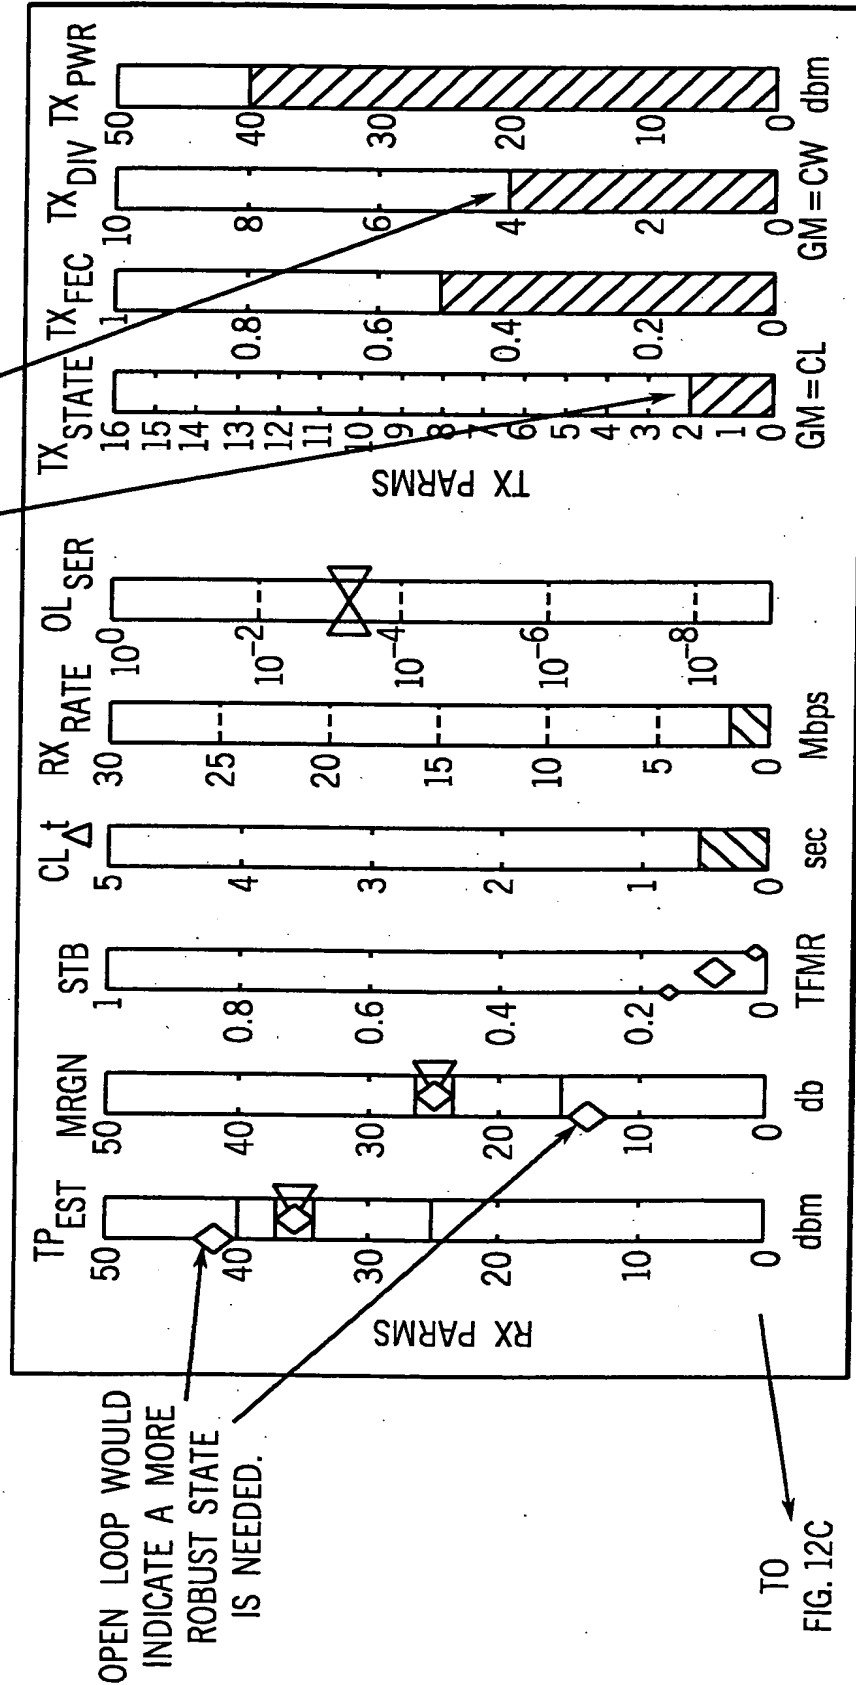 OPEN LOOP WOULD
INDICATE A MORE
ROBUST STATE
IS NEEDED.
TO
FIG. 12C
RX PARMS
TP EST
50
40
30
20
10
0
dbm
MRGN
50
40
30
20
10
0
db
STB
1
0.8
0.6
0.4
0.2
0
TFMR
CL Δt
5
4
3
2
1
0
sec
RX RATE
30
25
20
15
10
5
0
Mbps
OL SER
10⁰
10⁻²
10⁻⁴
10⁻⁶
10⁻⁸
TX PARMS
TX STATE
16
15
14
13
12
11
10
9
8
7
6
5
4
3
2
1
0
GM=CL
TX FEC
1
0.8
0.6
0.4
0.2
0
TX DIV
10
8
6
4
2
0
GM=CW
TX PWR
50
40
30
20
10
0
dbm